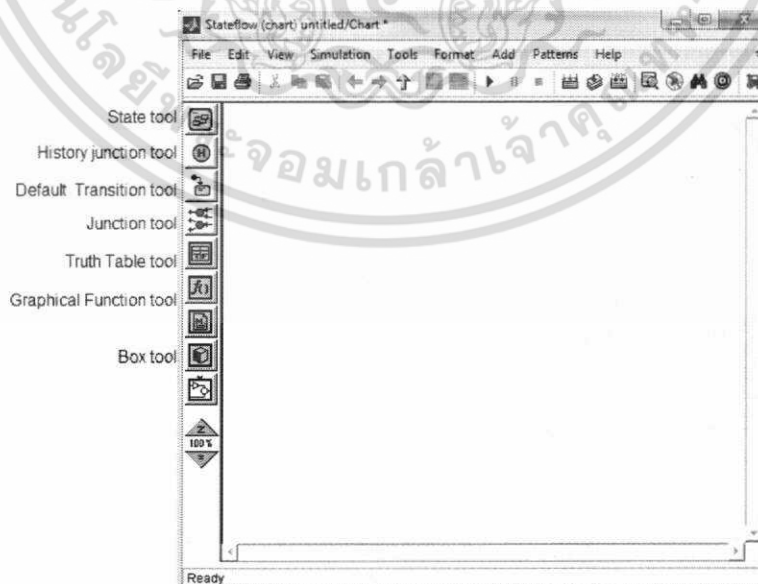 Stateflow (chart) untitled/Chart *
File Edit View Simulation Tools Format Add Patterns Help
State tool
History junction tool
Default Transition tool
Junction tool
Truth Table tool
Graphical Function tool
Box tool
100%
Ready
จอมเกล้าเจ้าคุณ